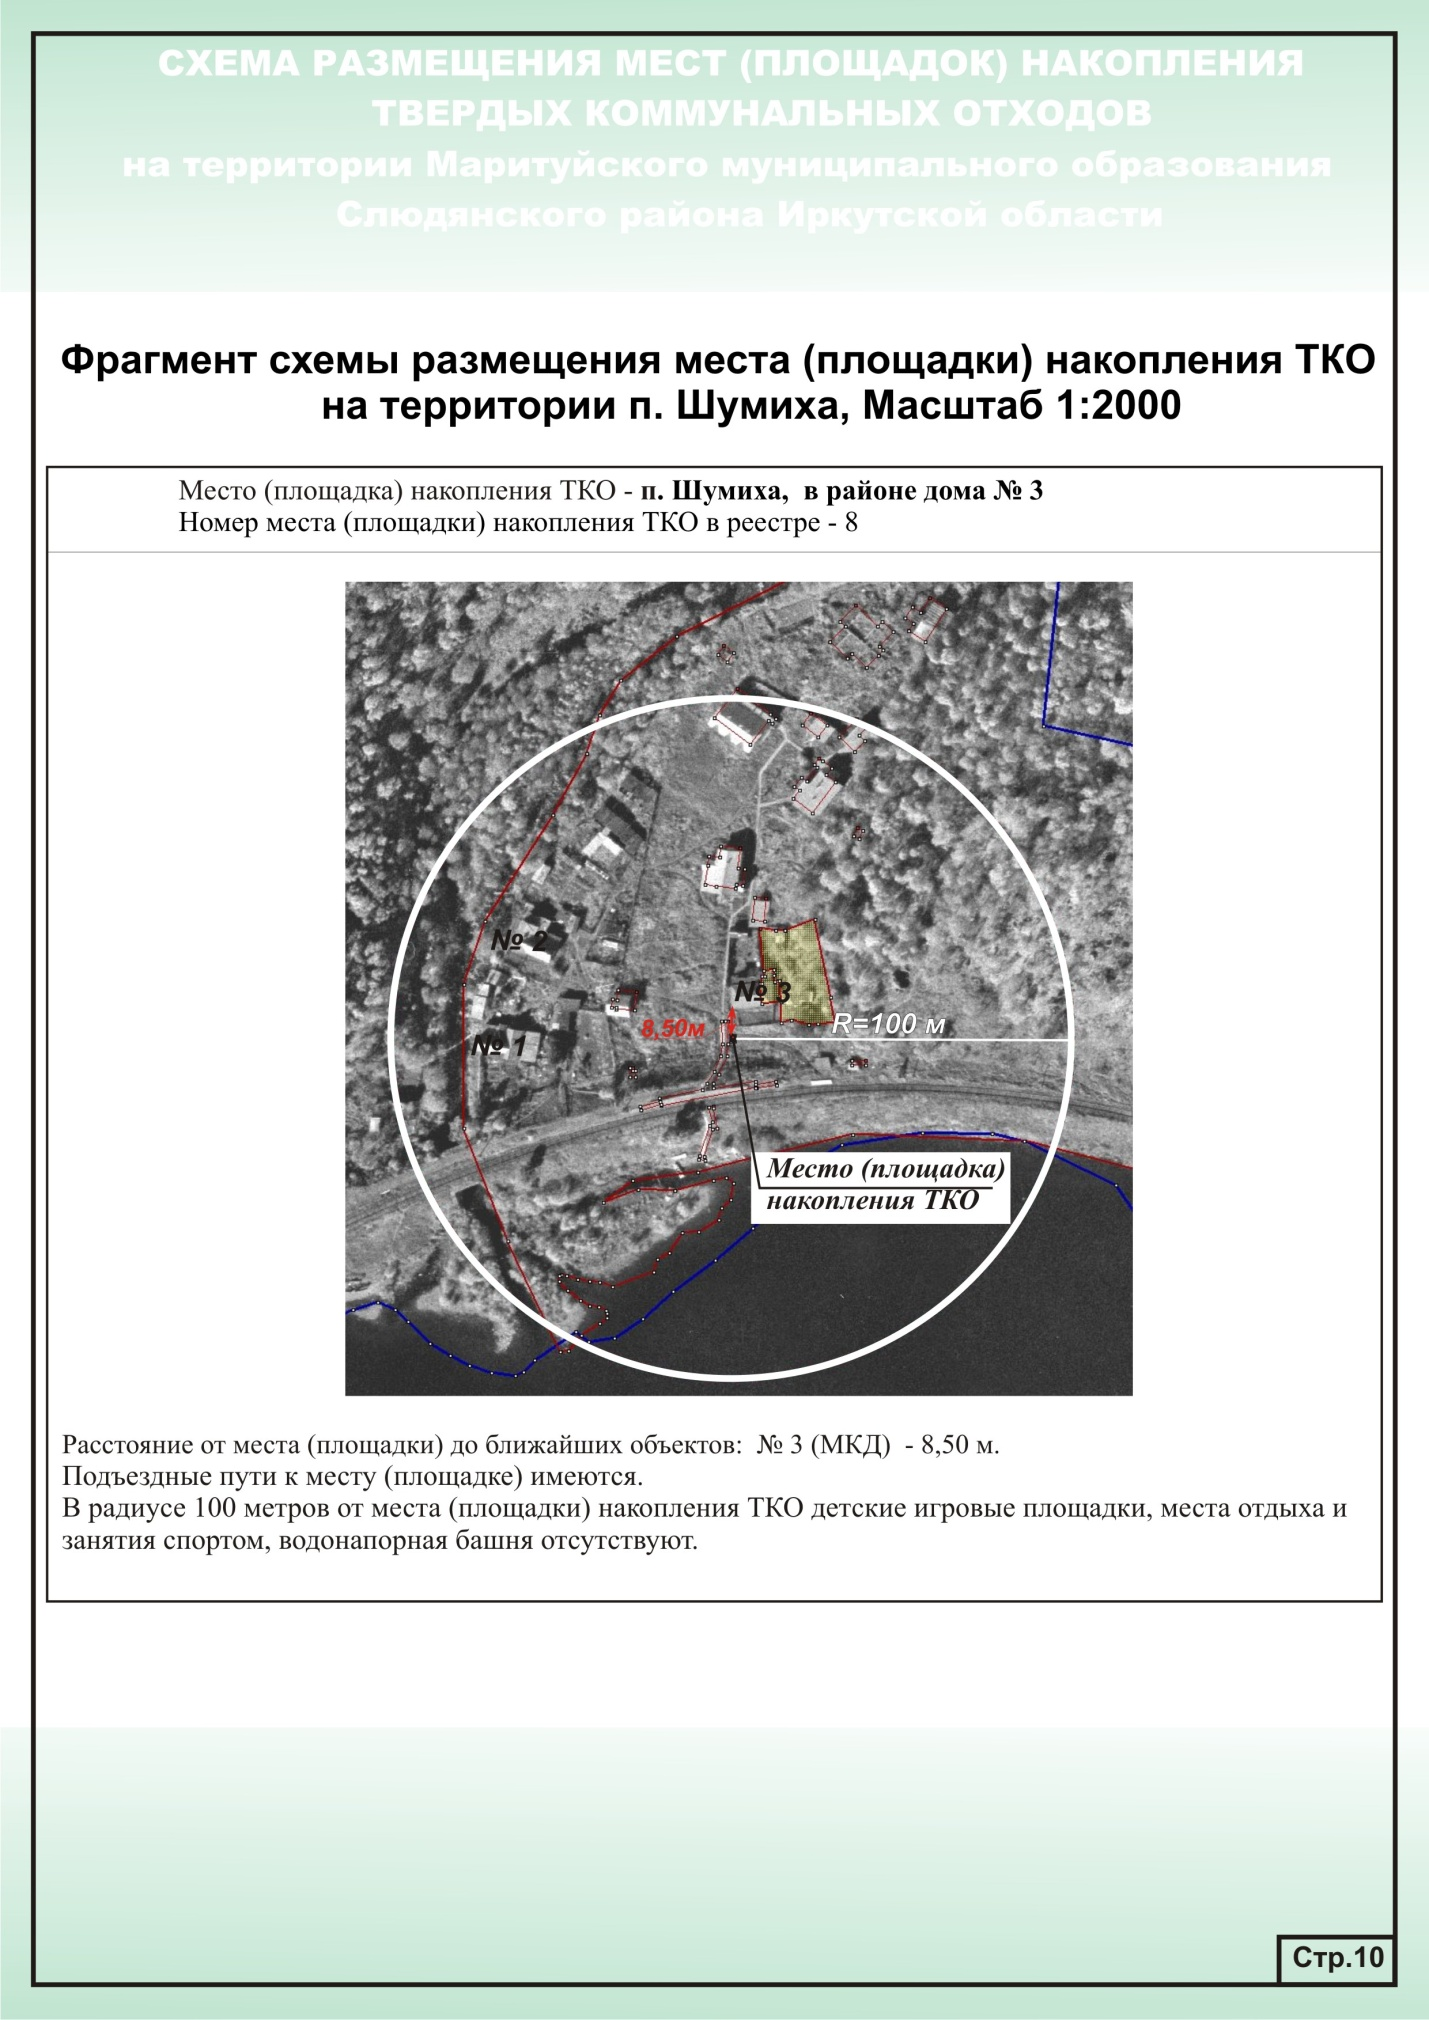 СХЕМА РАЗМЕЩЕНИЯ МЕСТ (ПЛОЩАДОК) НАКОПЛЕНИЯ
ТВЕРДЫХ КОММУНАЛЬНЫХ ОТХОДОВ
на территории Маритуйского муниципального образования
Слюдянского района Иркутской области
Фрагмент схемы размещения места (площадки) накопления ТКО
на территории п. Шумиха, Масштаб 1:2000
Место (площадка) накопления ТКО - п. Шумиха, в районе дома № 3
Номер места (площадки) накопления ТКО в реестре - 8
№ 2
№ 3
8,50м
R=100 м
№ 1
Место (площадка)
накопления ТКО
Расстояние от места (площадки) до ближайших объектов: № 3 (МКД) - 8,50 м.
Подъездные пути к месту (площадке) имеются.
В радиусе 100 метров от места (площадки) накопления ТКО детские игровые площадки, места отдыха и
занятия спортом, водонапорная башня отсутствуют.
Стр.10